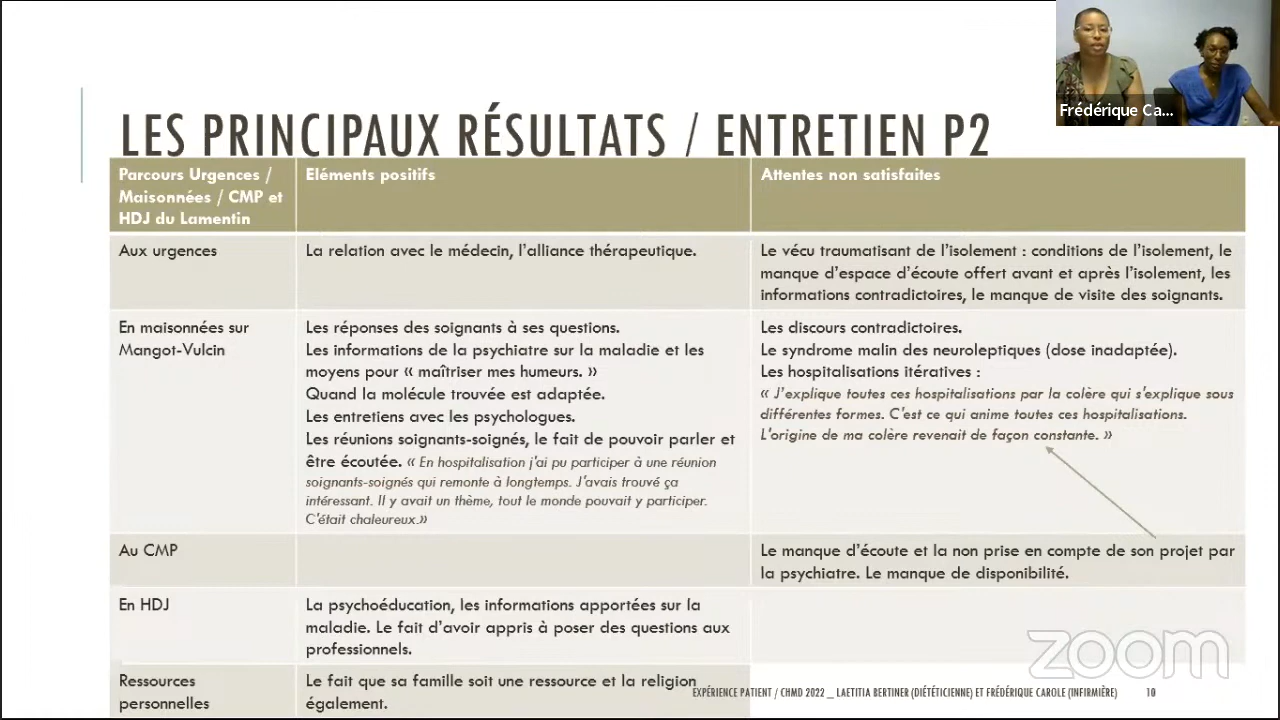 Frédérique Ca...
LES PRINCIPAUX RÉSULTATS / ENTRETIEN P2
Parcours Urgences /
Maisonnées / CMP et
HDJ du Lamentin
Eléments positifs
Attentes non satisfaites
Aux urgences
La relation avec le médecin, l'alliance thérapeutique.
Le vécu traumatisant de l'isolement : conditions de l'isolement, le
manque d'espace d'écoute offert avant et après l'isolement, les
informations contradictoires, le manque de visite des soignants.
En maisonnées sur
Mangot-Vulcin
Les réponses des soignants à ses questions.
Les informations de la psychiatre sur la maladie et les
moyens pour « maîtriser mes humeurs. »
Quand la molécule trouvée est adaptée.
Les entretiens avec les psychologues.
Les réunions soignants-soignés, le fait de pouvoir parler et
être écoutée. « En hospitalisation j'ai pu participer à une réunion
soignants-soignés qui remonte à longtemps. J'avais trouvé ça
intéressant. Il y avait un thème, tout le monde pouvait y participer.
C'était chaleureux.»
Les discours contradictoires.
Le syndrome malin des neuroleptiques (dose inadaptée).
Les hospitalisations itératives :
« J'explique toutes ces hospitalisations par la colère qui s'explique sous
différentes formes. C'est ce qui anime toutes ces hospitalisations.
L'origine de ma colère revenait de façon constante. »
Au CMP
Le manque d'écoute et la non prise en compte de son projet par
la psychiatre. Le manque de disponibilité.
En HDJ
La psychoéducation, les informations apportées sur la
maladie. Le fait d'avoir appris à poser des questions aux
professionnels.
Ressources
personnelles
Le fait que sa famille soit une ressource et la religion
également.
zoom
EXPÉRIENCE PATIENT / CHMD 2022 _ LAETITIA BERTINER (DIÉTÉTICIENNE) ET FRÉDÉRIQUE CAROLE (INFIRMIÈRE)
10